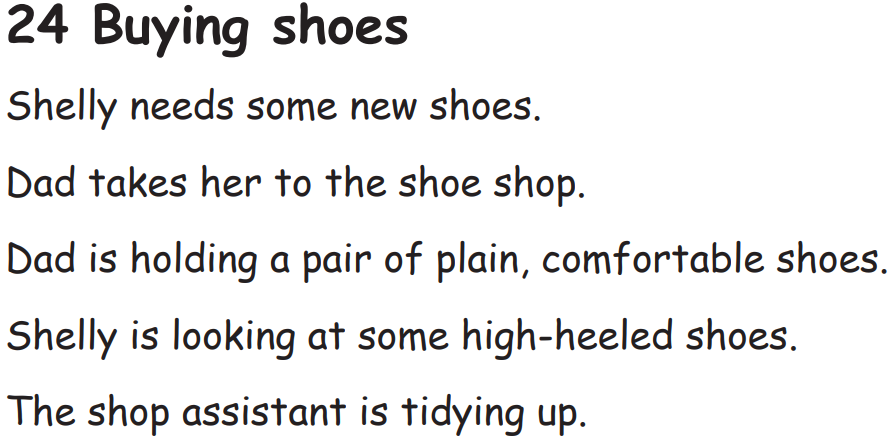 24 Buying shoes
Shelly needs some new shoes.
Dad takes her to the shoe shop.
Dad is holding a pair of plain, comfortable shoes.
Shelly is looking at some high-heeled shoes.
The shop assistant is tidying up.